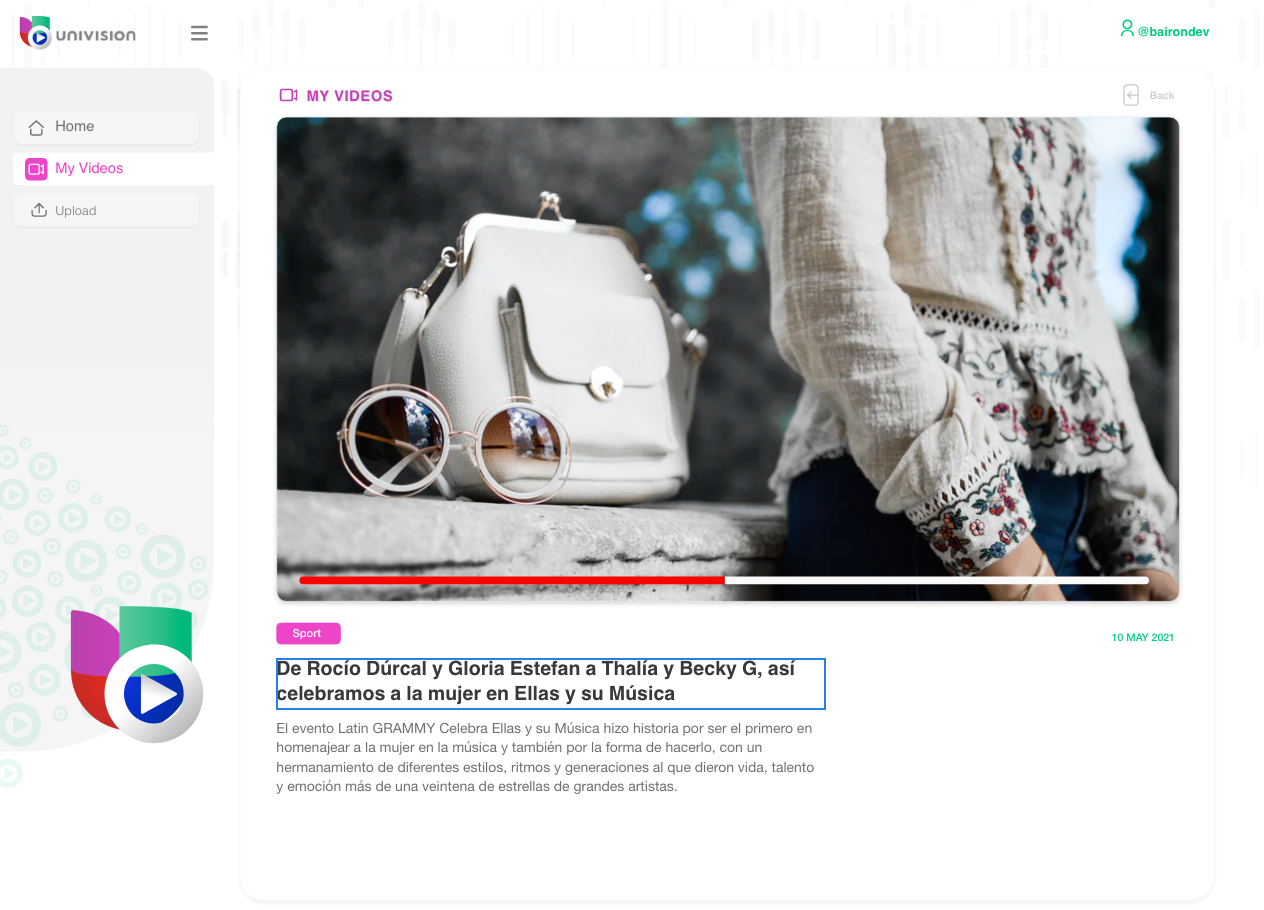 univision
@bairondev
Home
My Videos
Upload
MY VIDEOS
Back
Sport
10 MAY 2021
De Rocío Dúrcal y Gloria Estefan a Thalía y Becky G, así
celebramos a la mujer en Ellas y su Música
El evento Latin GRAMMY Celebra Ellas y su Música hizo historia por ser el primero en
homenajear a la mujer en la música y también por la forma de hacerlo, con un
hermanamiento de diferentes estilos, ritmos y generaciones al que dieron vida, talento
y emoción más de una veintena de estrellas de grandes artistas.